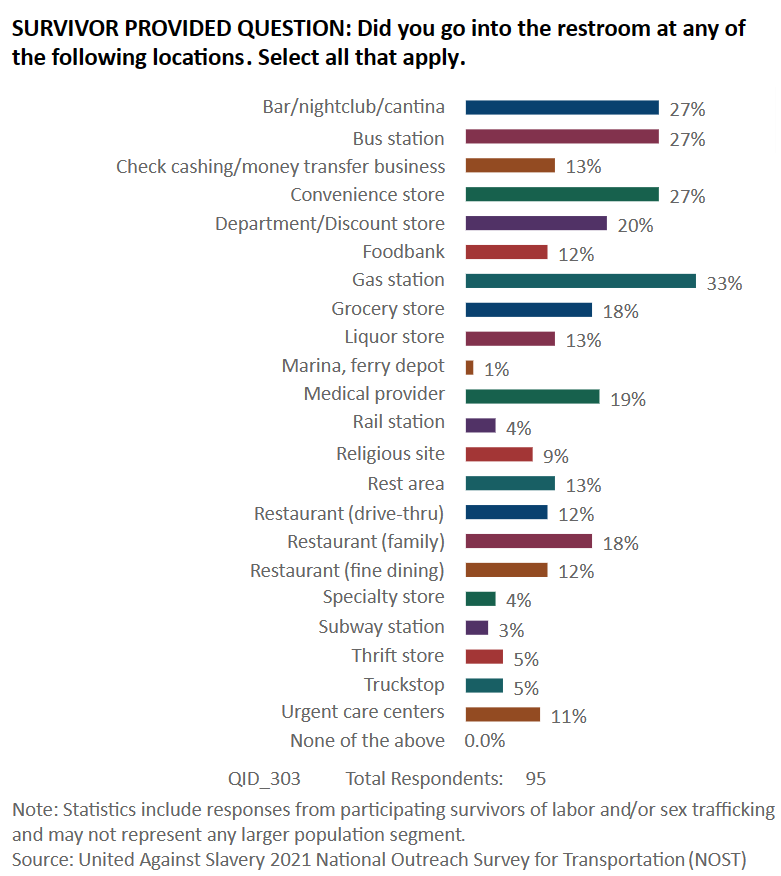 SURVIVOR PROVIDED QUESTION: Did you go into the restroom at any of
the following locations. Select all that apply.
Bar/nightclub/cantina 27%
Bus station 27%
Check cashing/money transfer business 13%
Convenience store 27%
Department/Discount store 20%
Foodbank 12%
Gas station 33%
Grocery store 18%
Liquor store 13%
Marina, ferry depot 1%
Medical provider 19%
Rail station 4%
Religious site 9%
Rest area 13%
Restaurant (drive-thru) 12%
Restaurant (family) 18%
Restaurant (fine dining) 12%
Specialty store 4%
Subway station 3%
Thrift store 5%
Truckstop 5%
Urgent care centers 11%
None of the above 0.0%
QID_303 Total Respondents: 95
Note: Statistics include responses from participating survivors of labor and/or sex trafficking
and may not represent any larger population segment.
Source: United Against Slavery 2021 National Outreach Survey for Transportation (NOST)